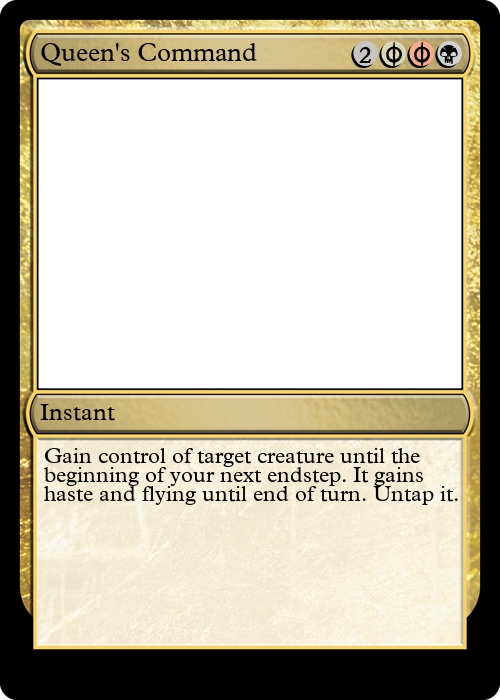 Queen's Command 2
Instant
Gain control of target creature until the
beginning of your next endstep. It gains
haste and flying until end of turn. Untap it.